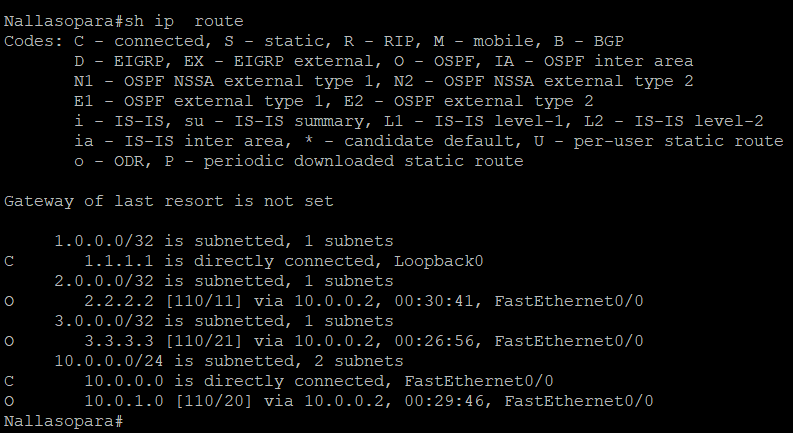 Nallasopara#sh ip  route
Codes: C - connected, S - static, R - RIP, M - mobile, B - BGP
       D - EIGRP, EX - EIGRP external, O - OSPF, IA - OSPF inter area
       N1 - OSPF NSSA external type 1, N2 - OSPF NSSA external type 2
       E1 - OSPF external type 1, E2 - OSPF external type 2
       i - IS-IS, su - IS-IS summary, L1 - IS-IS level-1, L2 - IS-IS level-2
       ia - IS-IS inter area, * - candidate default, U - per-user static route
       o - ODR, P - periodic downloaded static route

Gateway of last resort is not set

     1.0.0.0/32 is subnetted, 1 subnets
C       1.1.1.1 is directly connected, Loopback0
     2.0.0.0/32 is subnetted, 1 subnets
O       2.2.2.2 [110/11] via 10.0.0.2, 00:30:41, FastEthernet0/0
     3.0.0.0/32 is subnetted, 1 subnets
O       3.3.3.3 [110/21] via 10.0.0.2, 00:26:56, FastEthernet0/0
     10.0.0.0/24 is subnetted, 2 subnets
C       10.0.0.0 is directly connected, FastEthernet0/0
O       10.0.1.0 [110/20] via 10.0.0.2, 00:29:46, FastEthernet0/0
Nallasopara#